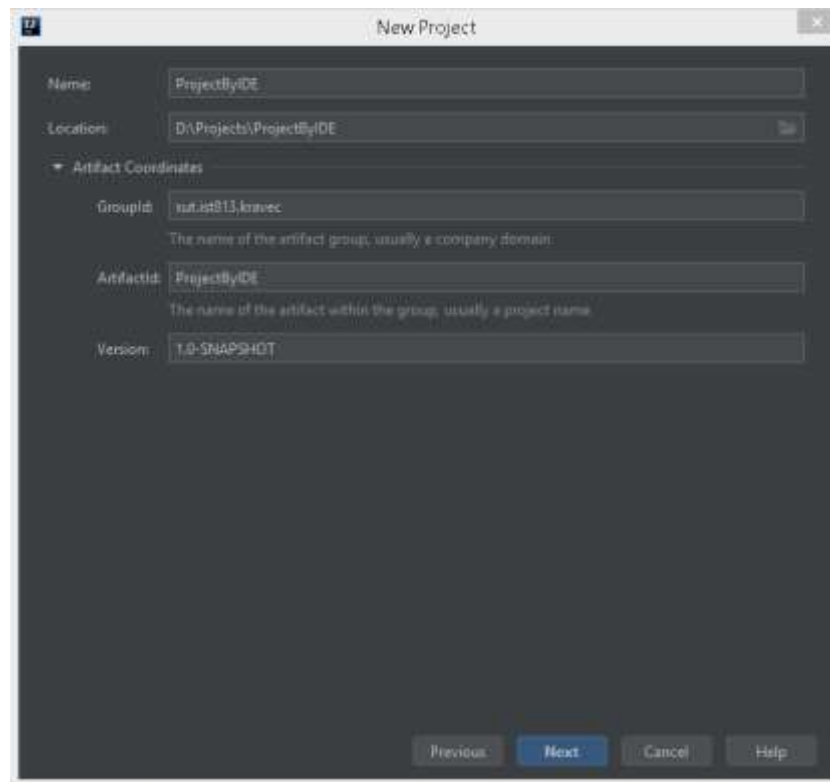 New Project
Name: ProjectByIDE
Location: D:\Projects\ProjectByIDE
Artifact Coordinates
GroupId: sut.ist813.kravec
The name of the artifact group, usually a company domain
ArtifactId: ProjectByIDE
The name of the artifact within the group, usually a project name
Version: 1.0-SNAPSHOT
Previous Next Cancel Help